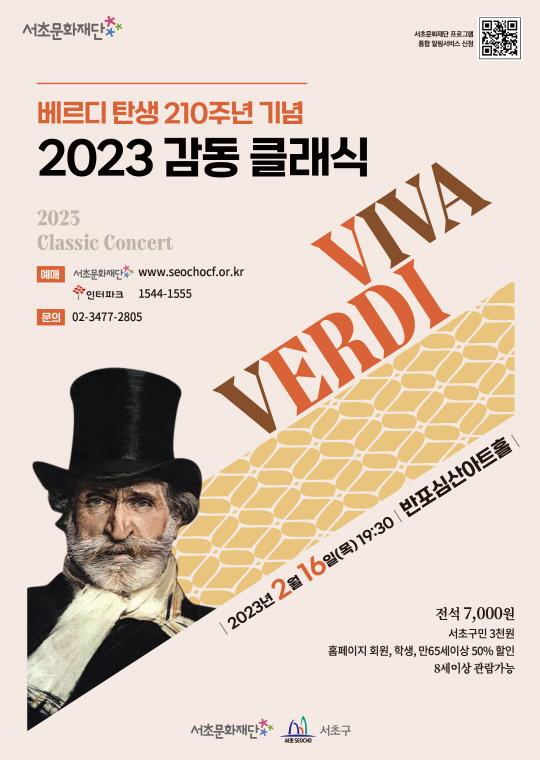 서초문화재단
서초문화재단 프로그램
통합 알림서비스 신청
베르디 탄생 210주년 기념
2023 감동 클래식
2023
Classic Concert
VIVA
VERDI
예매 서초문화재단 www.seochocf.or.kr
인터파크 1544-1555
문의 02-3477-2805
2023년 2월 16일(목) 19:30 | 반포심산아트홀 |
전석 7,000원
서초구민 3천원
홈페이지 회원, 학생, 만65세이상 50% 할인
8세이상 관람가능
서초문화재단 서초 SEOCHO 서초구